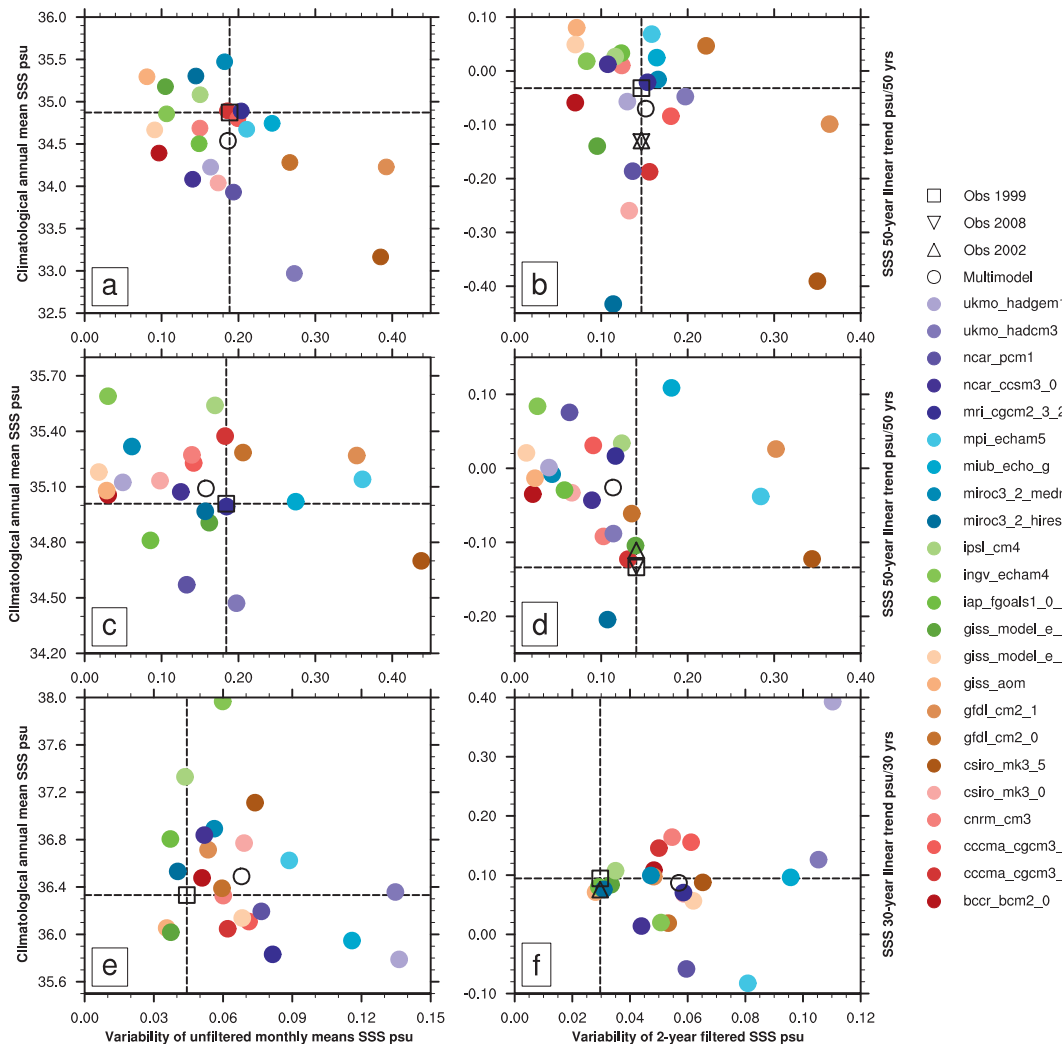 36.0
35.5
35.0
34.5
34.0
33.5
33.0
32.5
Climatological annual mean SSS psu
a
0.00 0.10 0.20 0.30 0.40
0.10
0.00
-0.10
-0.20
-0.30
-0.40
SSS 50-year linear trend psu/50 yrs
b
0.00 0.10 0.20 0.30 0.40
35.70
35.40
35.10
34.80
34.50
34.20
Climatological annual mean SSS psu
c
0.00 0.10 0.20 0.30 0.40
0.10
0.00
-0.10
-0.20
SSS 50-year linear trend psu/50 yrs
d
0.00 0.10 0.20 0.30 0.40
38.0
37.6
37.2
36.8
36.4
36.0
35.6
Climatological annual mean SSS psu
e
0.00 0.03 0.06 0.09 0.12 0.15
Variability of unfiltered monthly means SSS psu
0.40
0.30
0.20
0.10
0.00
-0.10
SSS 30-year linear trend psu/30 yrs
f
0.00 0.02 0.04 0.06 0.08 0.10 0.12
Variability of 2-year filtered SSS psu
Obs 1999
Obs 2008
Obs 2002
Multimodel
ukmo_hadgem1
ukmo_hadcm3
ncar_pcm1
ncar_ccsm3_0
mri_cgcm2_3_2
mpi_echam5
miub_echo_g
miroc3_2_medr
miroc3_2_hires
ipsl_cm4
ingv_echam4
iap_fgoals1_0_
giss_model_e_
giss_model_e_
giss_aom
gfdl_cm2_1
gfdl_cm2_0
csiro_mk3_5
csiro_mk3_0
cnrm_cm3
cccma_cgcm3_
cccma_cgcm3_
bccr_bcm2_0